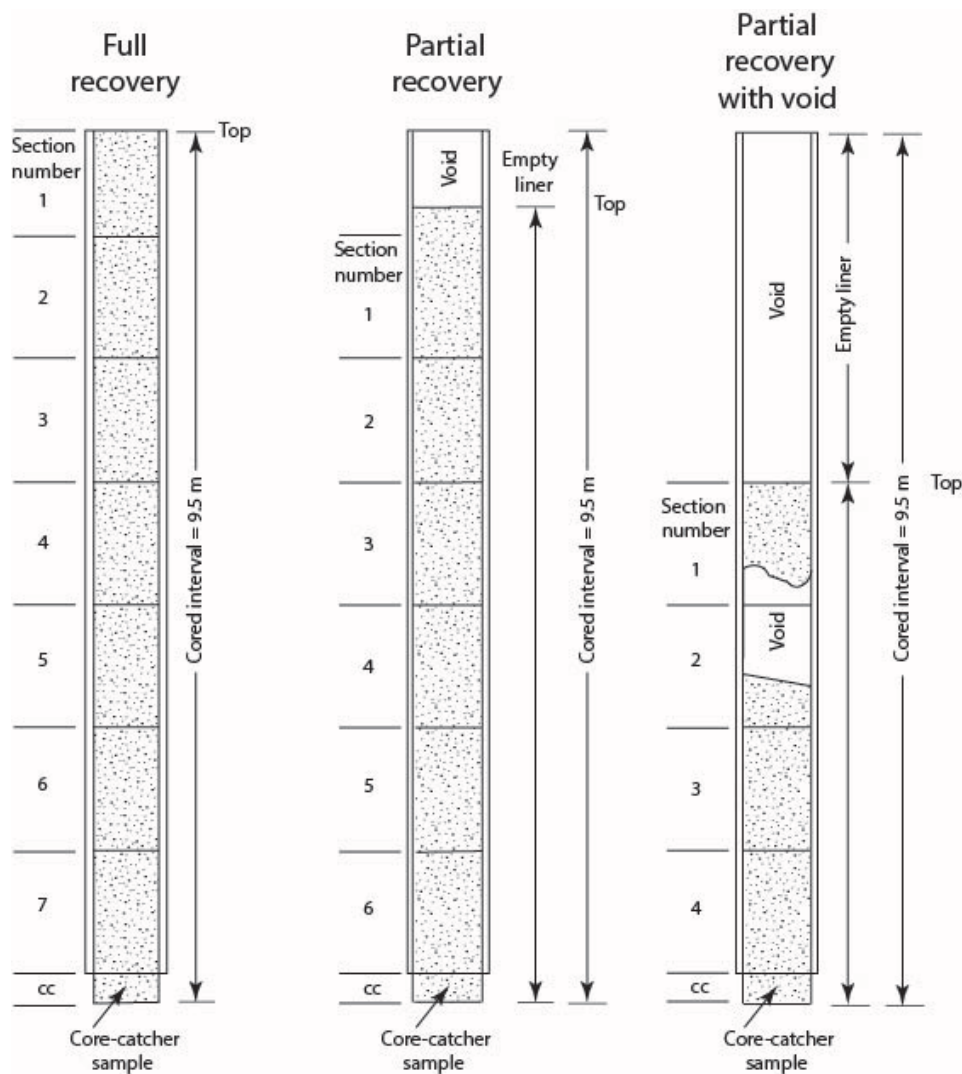 Full
recovery
Top
Section
number
1
2
3
4
5
6
7
cc
Cored interval = 9.5 m
Core-catcher
sample
Partial
recovery
Void
Empty
liner
Top
Section
number
1
2
3
4
5
6
cc
Cored interval = 9.5 m
Core-catcher
sample
Partial
recovery
with void
Void
Empty liner
Top
Section
number
1
Void
2
3
4
cc
Cored interval = 9.5 m
Core-catcher
sample